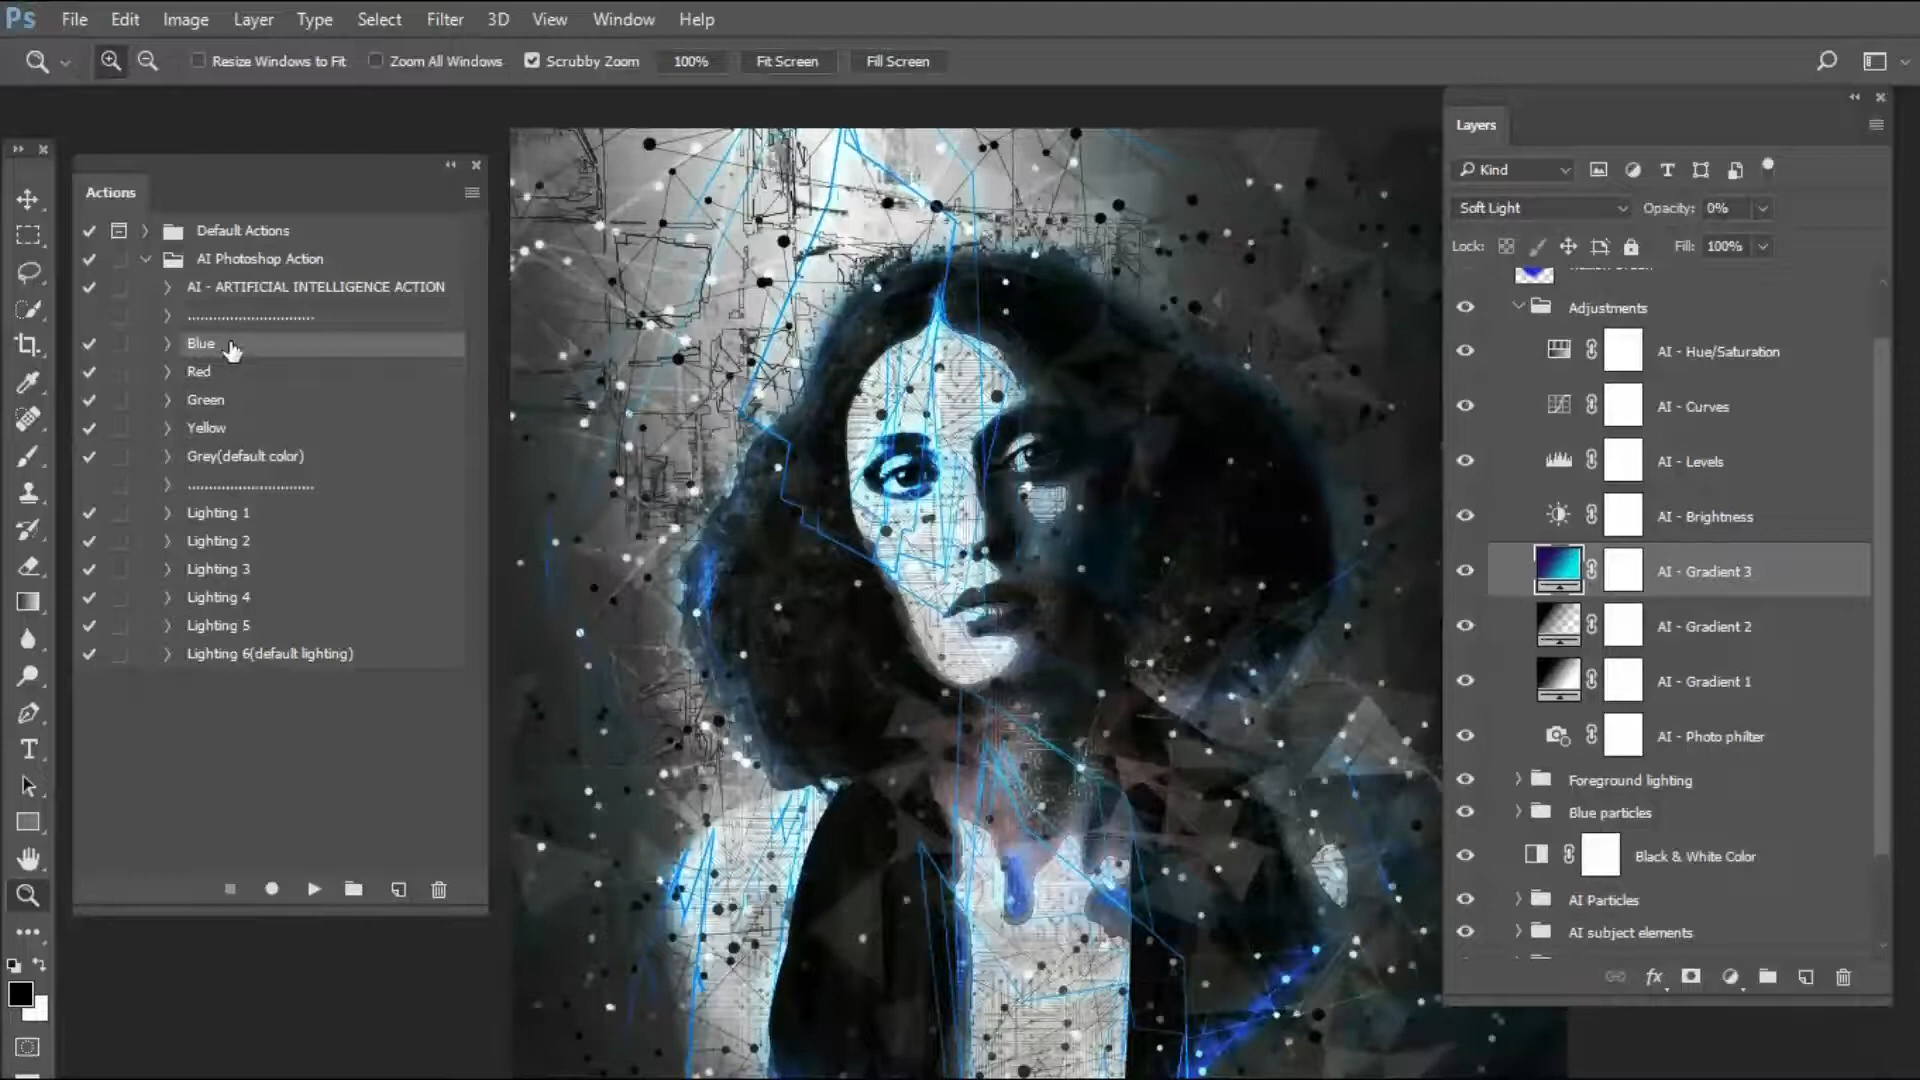 Ps File Edit Image Layer Type Select Filter 3D View Window Help
Resize Windows to Fit Zoom All Windows Scrubby Zoom 100% Fit Screen Fill Screen
Actions
Default Actions
AI Photoshop Action
AI - ARTIFICIAL INTELLIGENCE ACTION
..............................
Blue
Red
Green
Yellow
Grey(default color)
..............................
Lighting 1
Lighting 2
Lighting 3
Lighting 4
Lighting 5
Lighting 6(default lighting)
Layers
Kind
Soft Light Opacity: 0%
Lock: Fill: 100%
Adjustments
AI - Hue/Saturation
AI - Curves
AI - Levels
AI - Brightness
AI - Gradient 3
AI - Gradient 2
AI - Gradient 1
AI - Photo philter
Foreground lighting
Blue particles
Black & White Color
AI Particles
AI subject elements
fx